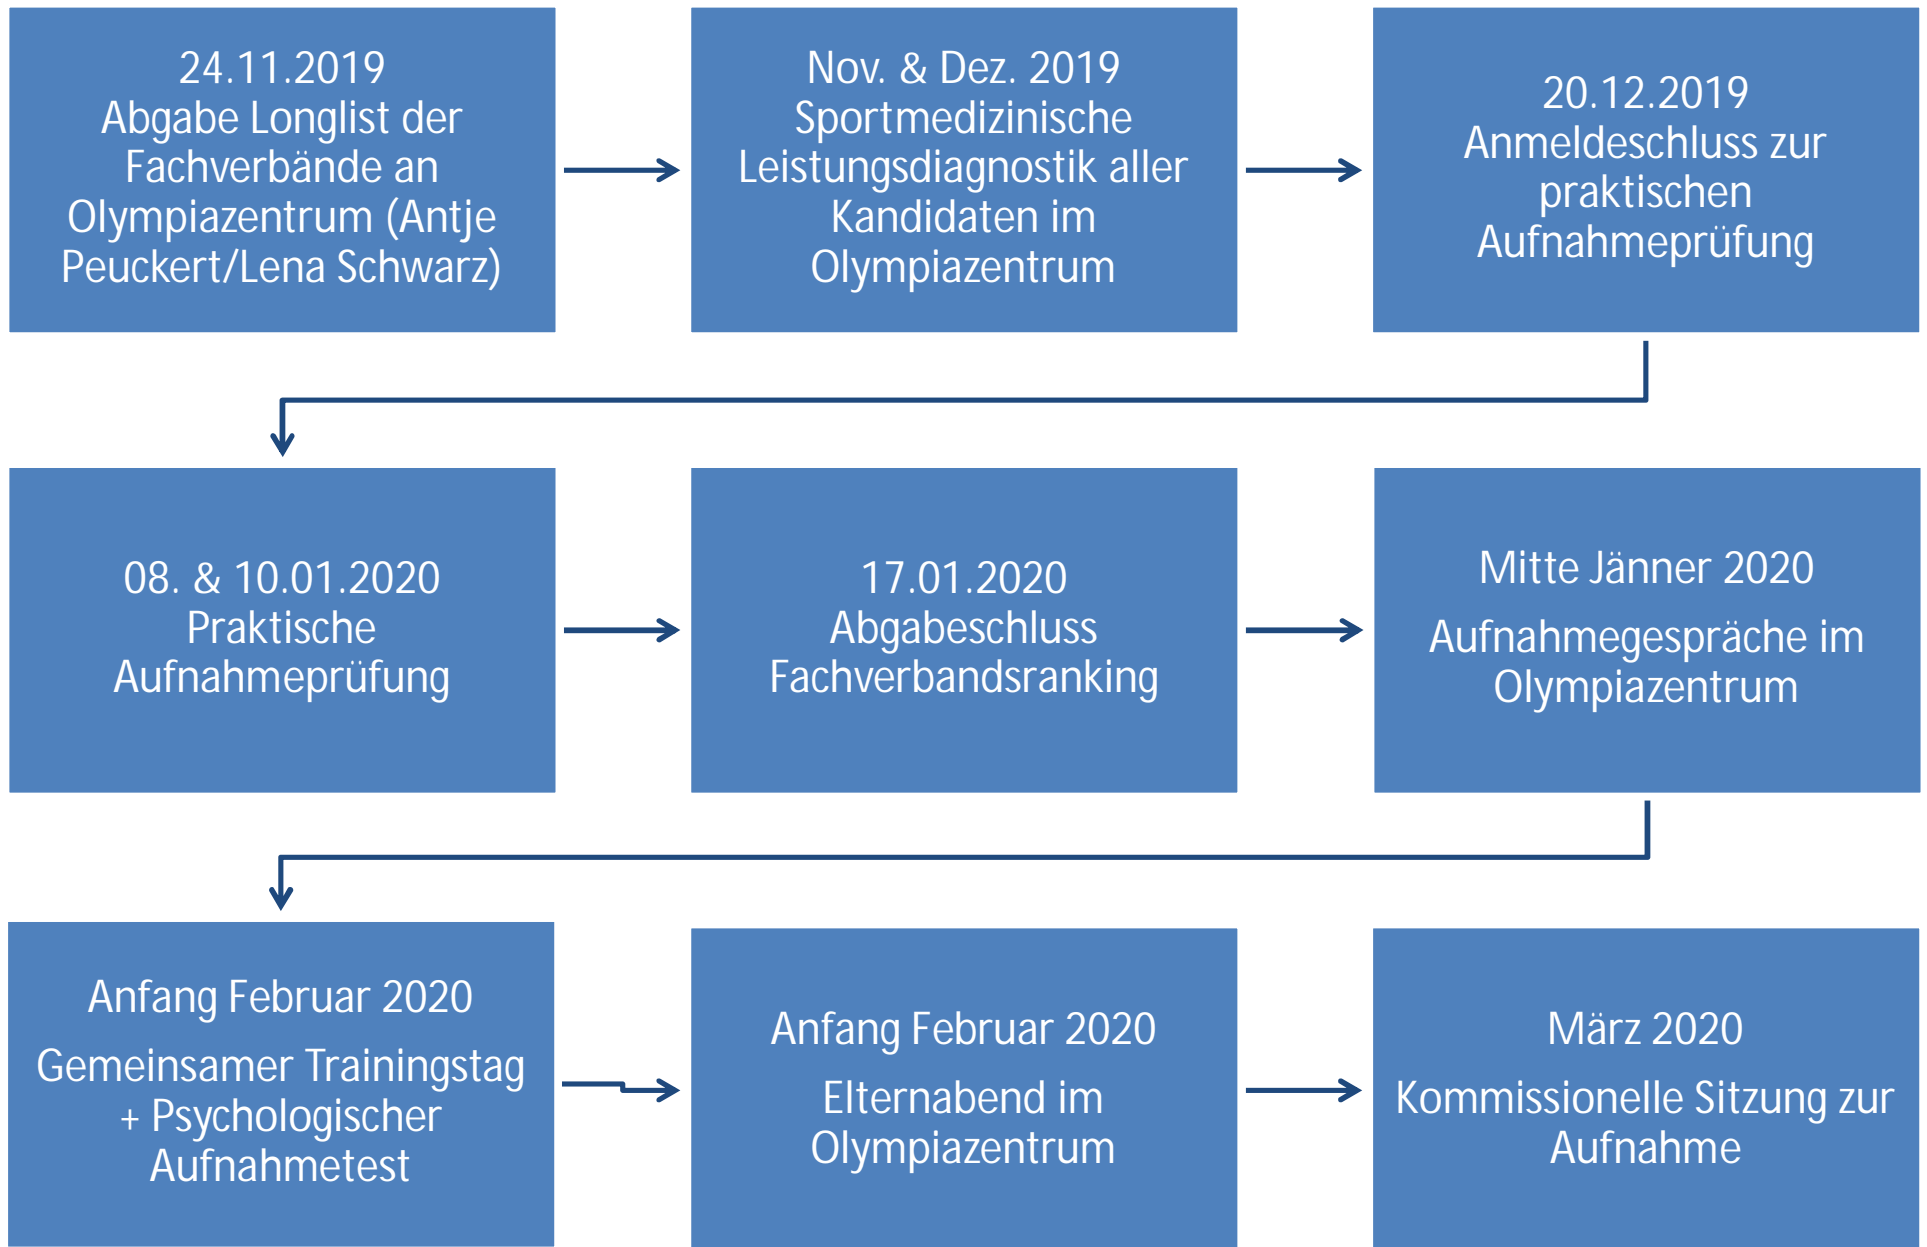 24.11.2019
Abgabe Longlist der
Fachverbände an
Olympiazentrum (Antje
Peuckert/Lena Schwarz)
Nov. & Dez. 2019
Sportmedizinische
Leistungsdiagnostik aller
Kandidaten im
Olympiazentrum
20.12.2019
Anmeldeschluss zur
praktischen
Aufnahmeprüfung
08. & 10.01.2020
Praktische
Aufnahmeprüfung
17.01.2020
Abgabeschluss
Fachverbandsranking
Mitte Jänner 2020
Aufnahmegespräche im
Olympiazentrum
Anfang Februar 2020
Gemeinsamer Trainingstag
+ Psychologischer
Aufnahmetest
Anfang Februar 2020
Elternabend im
Olympiazentrum
März 2020
Kommissionelle Sitzung zur
Aufnahme